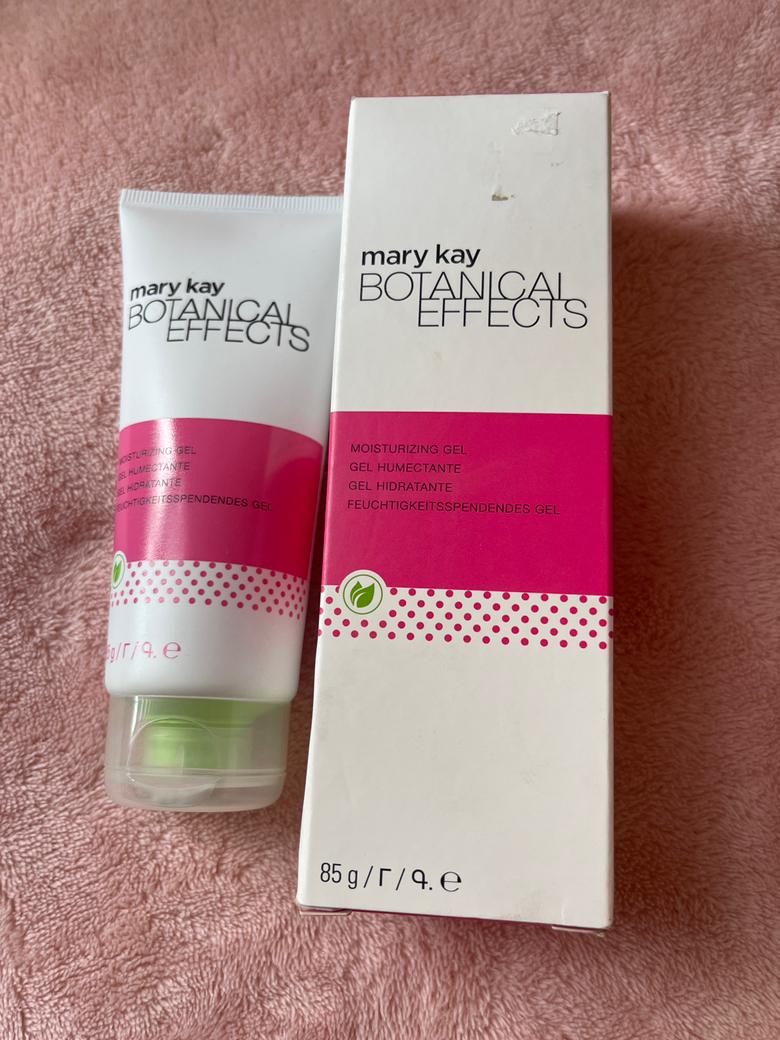 mary kay
BOTANICAL
EFFECTS
MOISTURIZING GEL
GEL HUMECTANTE
GEL HIDRATANTE
FEUCHTIGKEITSSPENDENDES GEL
g/Г/Գ. ℮
mary kay
BOTANICAL
EFFECTS
MOISTURIZING GEL
GEL HUMECTANTE
GEL HIDRATANTE
FEUCHTIGKEITSSPENDENDES GEL
85 g/Г/Գ. ℮